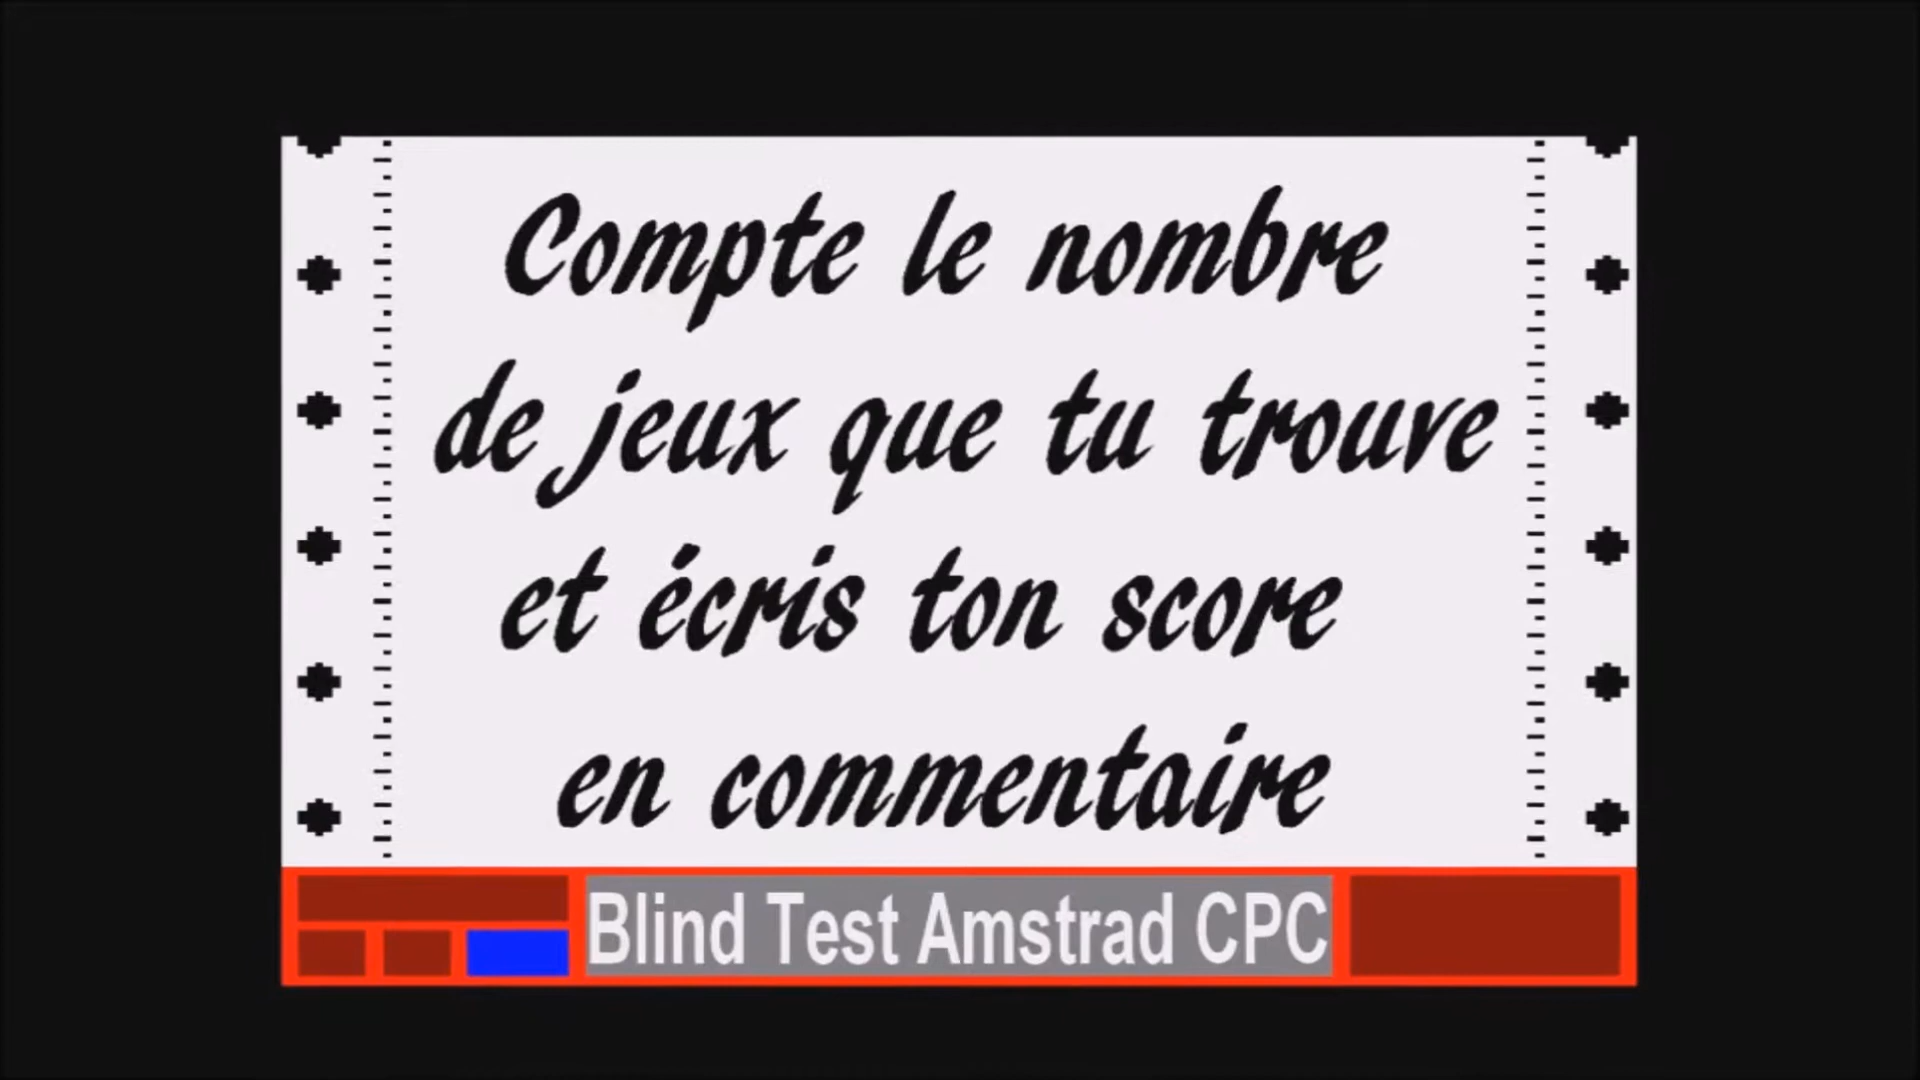 Compte le nombre
de jeux que tu trouve
et écris ton score
en commentaire
Blind Test Amstrad CPC